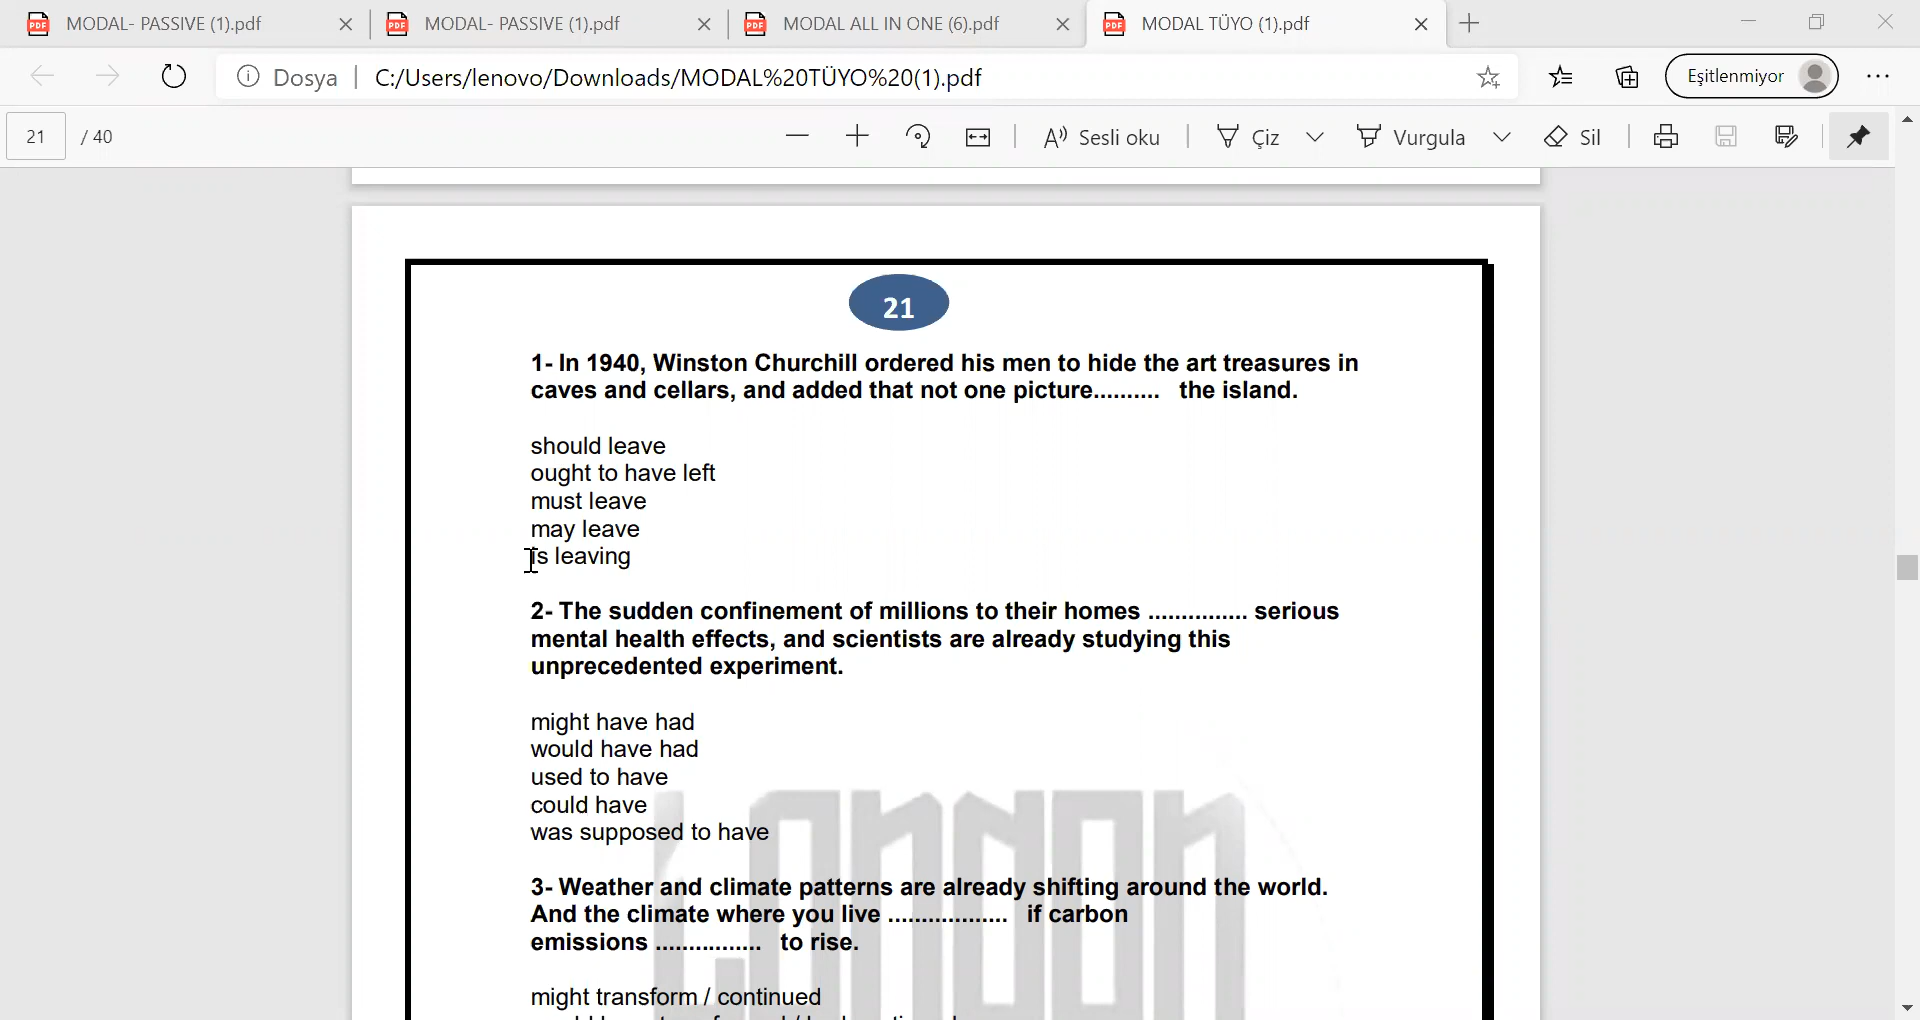 MODAL- PASSIVE (1).pdf
MODAL- PASSIVE (1).pdf
MODAL ALL IN ONE (6).pdf
MODAL TÜYO (1).pdf
Dosya
C:/Users/lenovo/Downloads/MODAL%20TÜYO%20(1).pdf
Eşitlenmiyor
21 / 40
Sesli oku
Çiz
Vurgula
Sil
21
1- In 1940, Winston Churchill ordered his men to hide the art treasures in
caves and cellars, and added that not one picture.......... the island.
should leave
ought to have left
must leave
may leave
is leaving
2- The sudden confinement of millions to their homes ............... serious
mental health effects, and scientists are already studying this
unprecedented experiment.
might have had
would have had
used to have
could have
was supposed to have
3- Weather and climate patterns are already shifting around the world.
And the climate where you live .................. if carbon
emissions ................ to rise.
might transform / continued
London